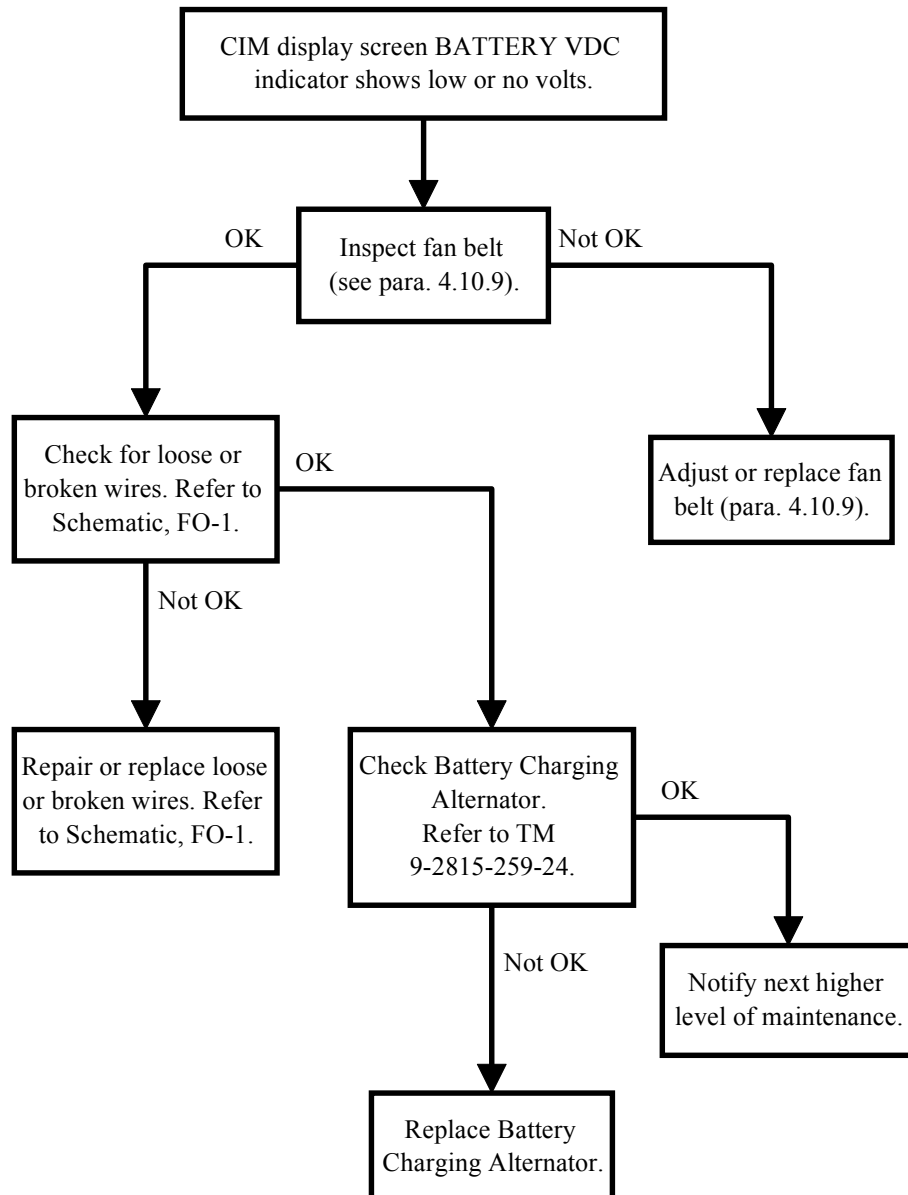 CIM display screen BATTERY VDC
indicator shows low or no volts.
OK
Inspect fan belt
(see para. 4.10.9).
Not OK
Check for loose or
broken wires. Refer to
Schematic, FO-1.
OK
Adjust or replace fan
belt (para. 4.10.9).
Not OK
Repair or replace loose
or broken wires. Refer
to Schematic, FO-1.
Check Battery Charging
Alternator.
Refer to TM
9-2815-259-24.
OK
Not OK
Notify next higher
level of maintenance.
Replace Battery
Charging Alternator.